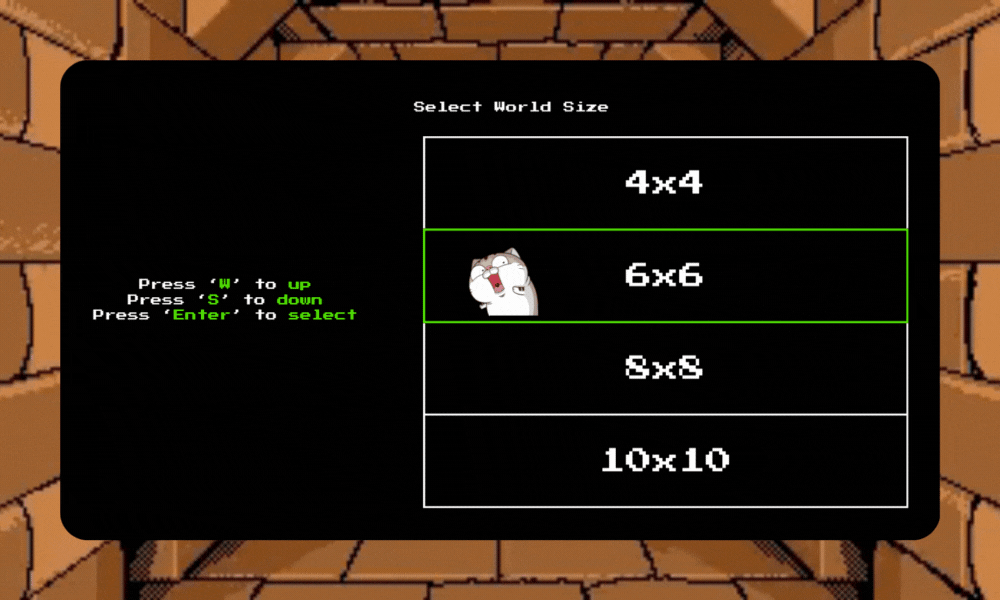 Select World Size
4x4
6x6
8x8
10x10
Press ‘W’ to up
Press ‘S’ to down
Press ‘Enter’ to select